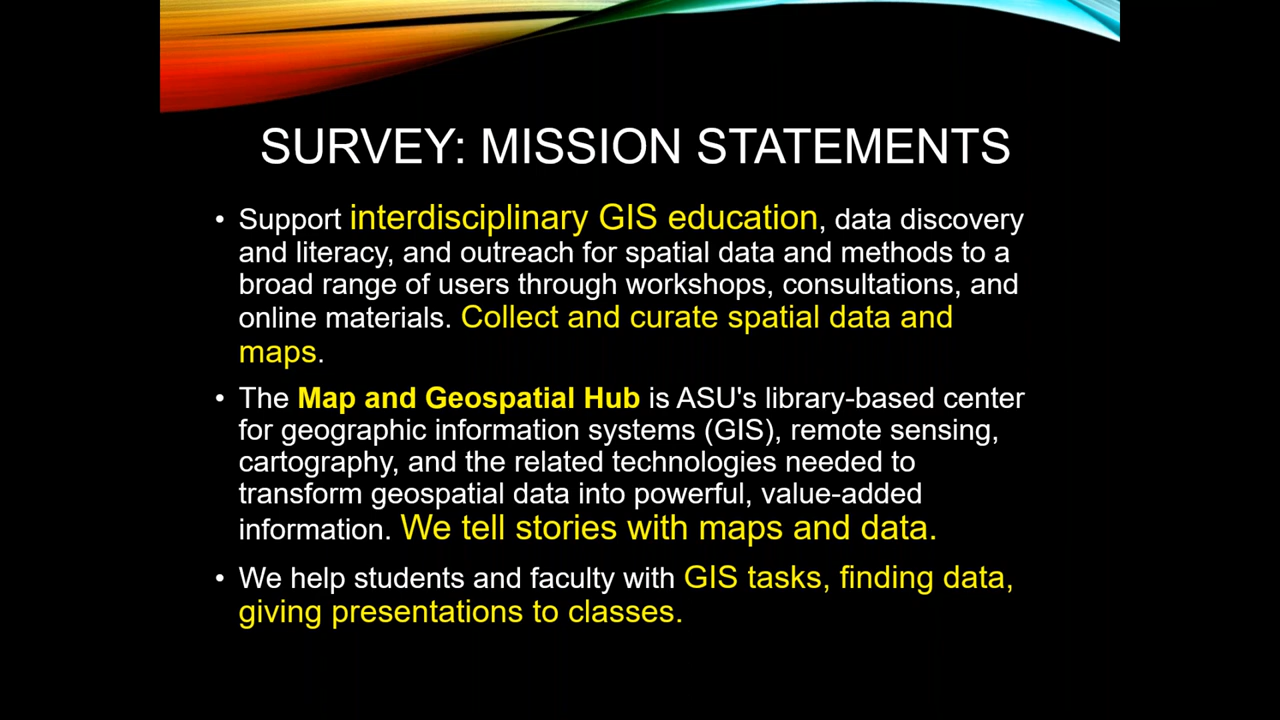 SURVEY: MISSION STATEMENTS
• Support interdisciplinary GIS education, data discovery
and literacy, and outreach for spatial data and methods to a
broad range of users through workshops, consultations, and
online materials. Collect and curate spatial data and
maps.
• The Map and Geospatial Hub is ASU's library-based center
for geographic information systems (GIS), remote sensing,
cartography, and the related technologies needed to
transform geospatial data into powerful, value-added
information. We tell stories with maps and data.
• We help students and faculty with GIS tasks, finding data,
giving presentations to classes.